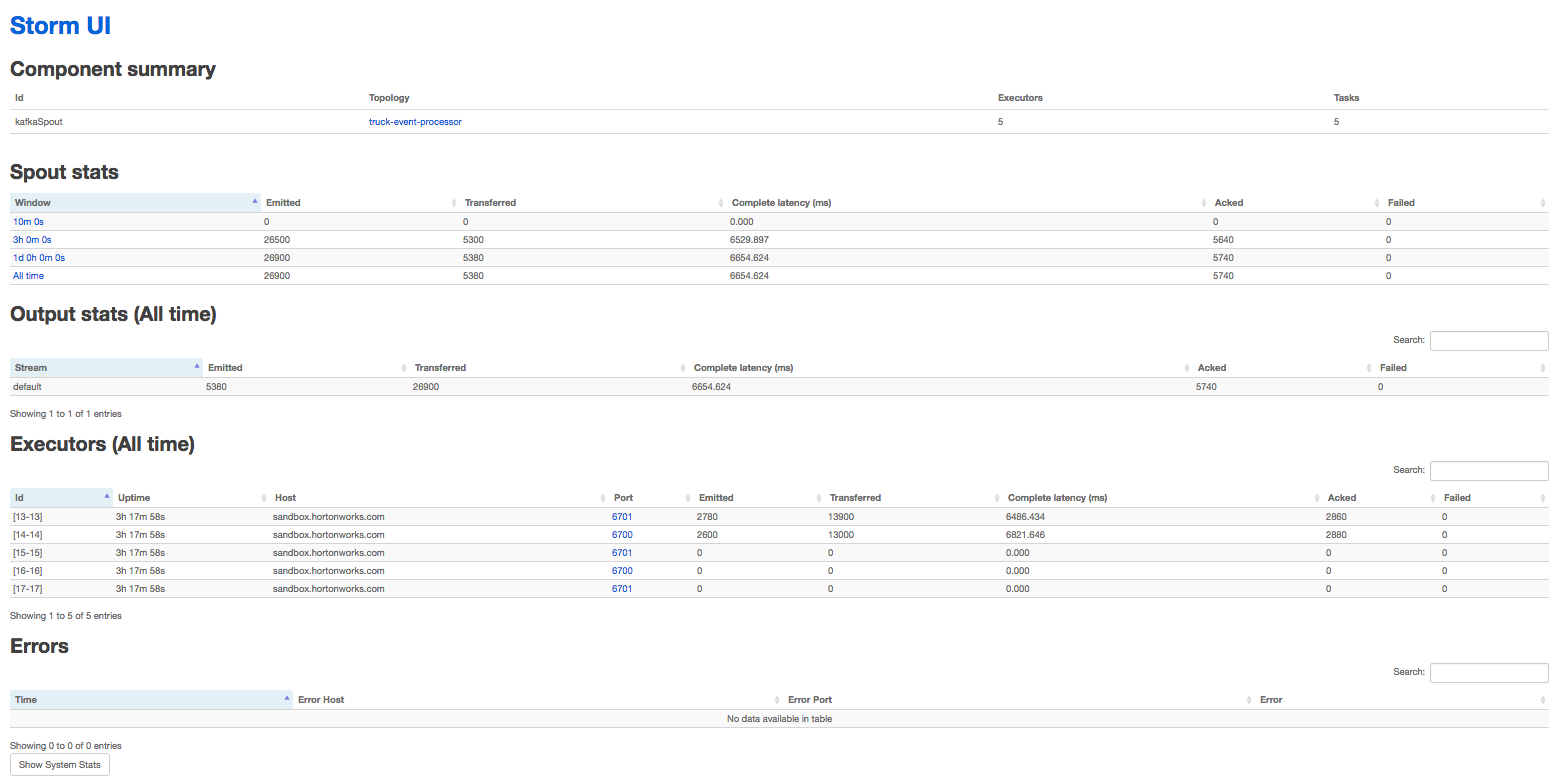 Storm UI
Component summary
Id Topology Executors Tasks
kafkaSpout truck-event-processor 5 5
Spout stats
Window Emitted Transferred Complete latency (ms) Acked Failed
10m 0s 0 0 0.000 0 0
3h 0m 0s 26500 5300 6529.897 5640 0
1d 0h 0m 0s 26900 5380 6654.624 5740 0
All time 26900 5380 6654.624 5740 0
Output stats (All time)
Search:
Stream Emitted Transferred Complete latency (ms) Acked Failed
default 5380 26900 6654.624 5740 0
Showing 1 to 1 of 1 entries
Executors (All time)
Search:
Id Uptime Host Port Emitted Transferred Complete latency (ms) Acked Failed
[13-13] 3h 17m 58s sandbox.hortonworks.com 6701 2780 13900 6486.434 2860 0
[14-14] 3h 17m 58s sandbox.hortonworks.com 6700 2600 13000 6821.646 2880 0
[15-15] 3h 17m 58s sandbox.hortonworks.com 6701 0 0 0.000 0 0
[16-16] 3h 17m 58s sandbox.hortonworks.com 6700 0 0 0.000 0 0
[17-17] 3h 17m 58s sandbox.hortonworks.com 6701 0 0 0.000 0 0
Showing 1 to 5 of 5 entries
Errors
Search:
Time Error Host Error Port Error
No data available in table
Showing 0 to 0 of 0 entries
Show System Stats